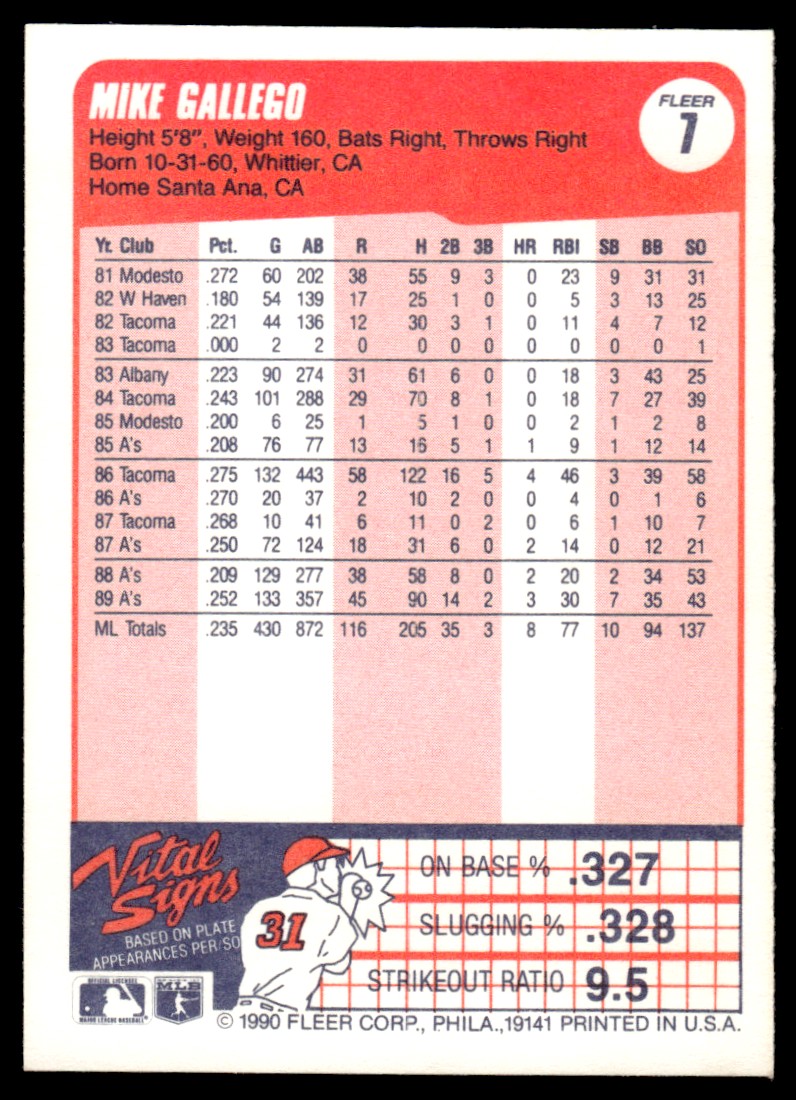 MIKE GALLEGO
FLEER
7
Height 5'8", Weight 160, Bats Right, Throws Right
Born 10-31-60, Whittier, CA
Home Santa Ana, CA
Yr. Club Pct. G AB R H 2B 3B HR RBI SB BB SO
81 Modesto .272 60 202 38 55 9 3 0 23 9 31 31
82 W Haven .180 54 139 17 25 1 0 0 5 3 13 25
82 Tacoma .221 44 136 12 30 3 1 0 11 4 7 12
83 Tacoma .000 2 2 0 0 0 0 0 0 0 0 1
83 Albany .223 90 274 31 61 6 0 0 18 3 43 25
84 Tacoma .243 101 288 29 70 8 1 0 18 7 27 39
85 Modesto .200 6 25 1 5 1 0 0 2 1 2 8
85 A's .208 76 77 13 16 5 1 1 9 1 12 14
86 Tacoma .275 132 443 58 122 16 5 4 46 3 39 58
86 A's .270 20 37 2 10 2 0 0 4 0 1 6
87 Tacoma .268 10 41 6 11 0 2 0 6 1 10 7
87 A's .250 72 124 18 31 6 0 2 14 0 12 21
88 A's .209 129 277 38 58 8 0 2 20 2 34 53
89 A's .252 133 357 45 90 14 2 3 30 7 35 43
ML Totals .235 430 872 116 205 35 3 8 77 10 94 137
Vital
Signs
BASED ON PLATE
APPEARANCES PER/SO
31
ON BASE % .327
SLUGGING % .328
STRIKEOUT RATIO 9.5
OFFICIAL LICENSEE
MAJOR LEAGUE BASEBALL
MLB
© 1990 FLEER CORP., PHILA.,19141 PRINTED IN U.S.A.